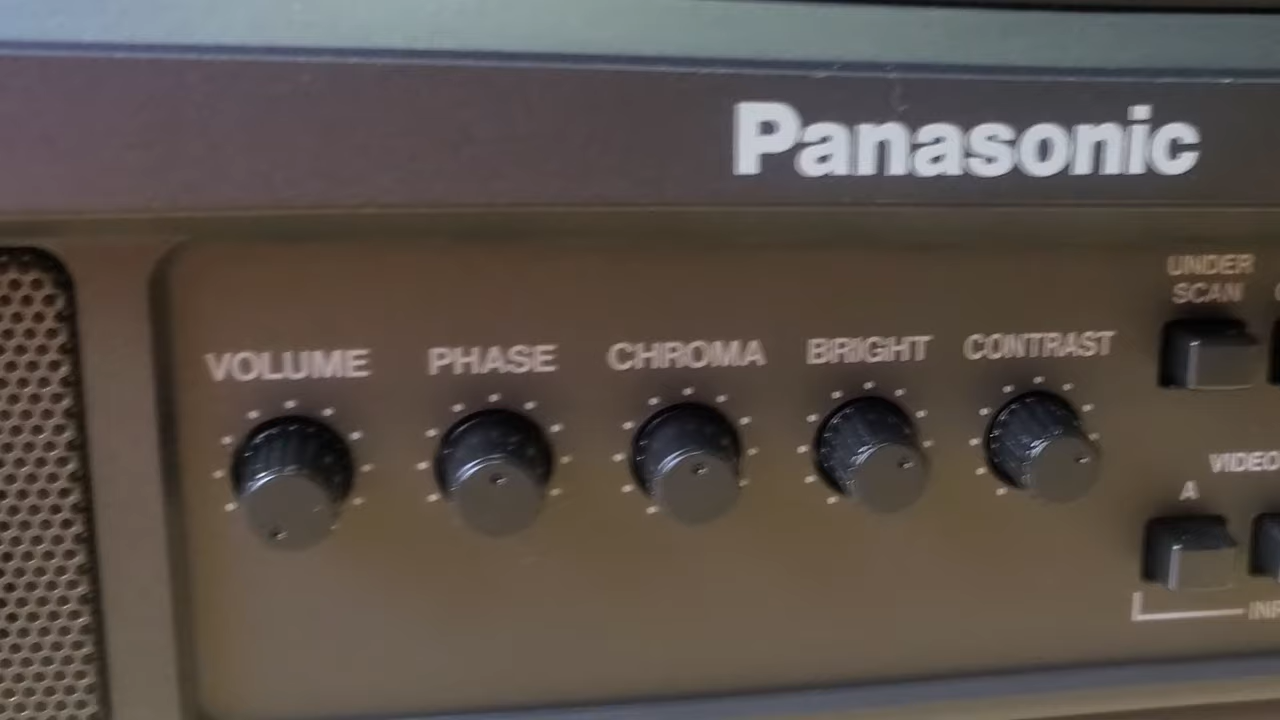 Panasonic
UNDER
SCAN
VOLUME PHASE CHROMA BRIGHT CONTRAST
VIDEO
A